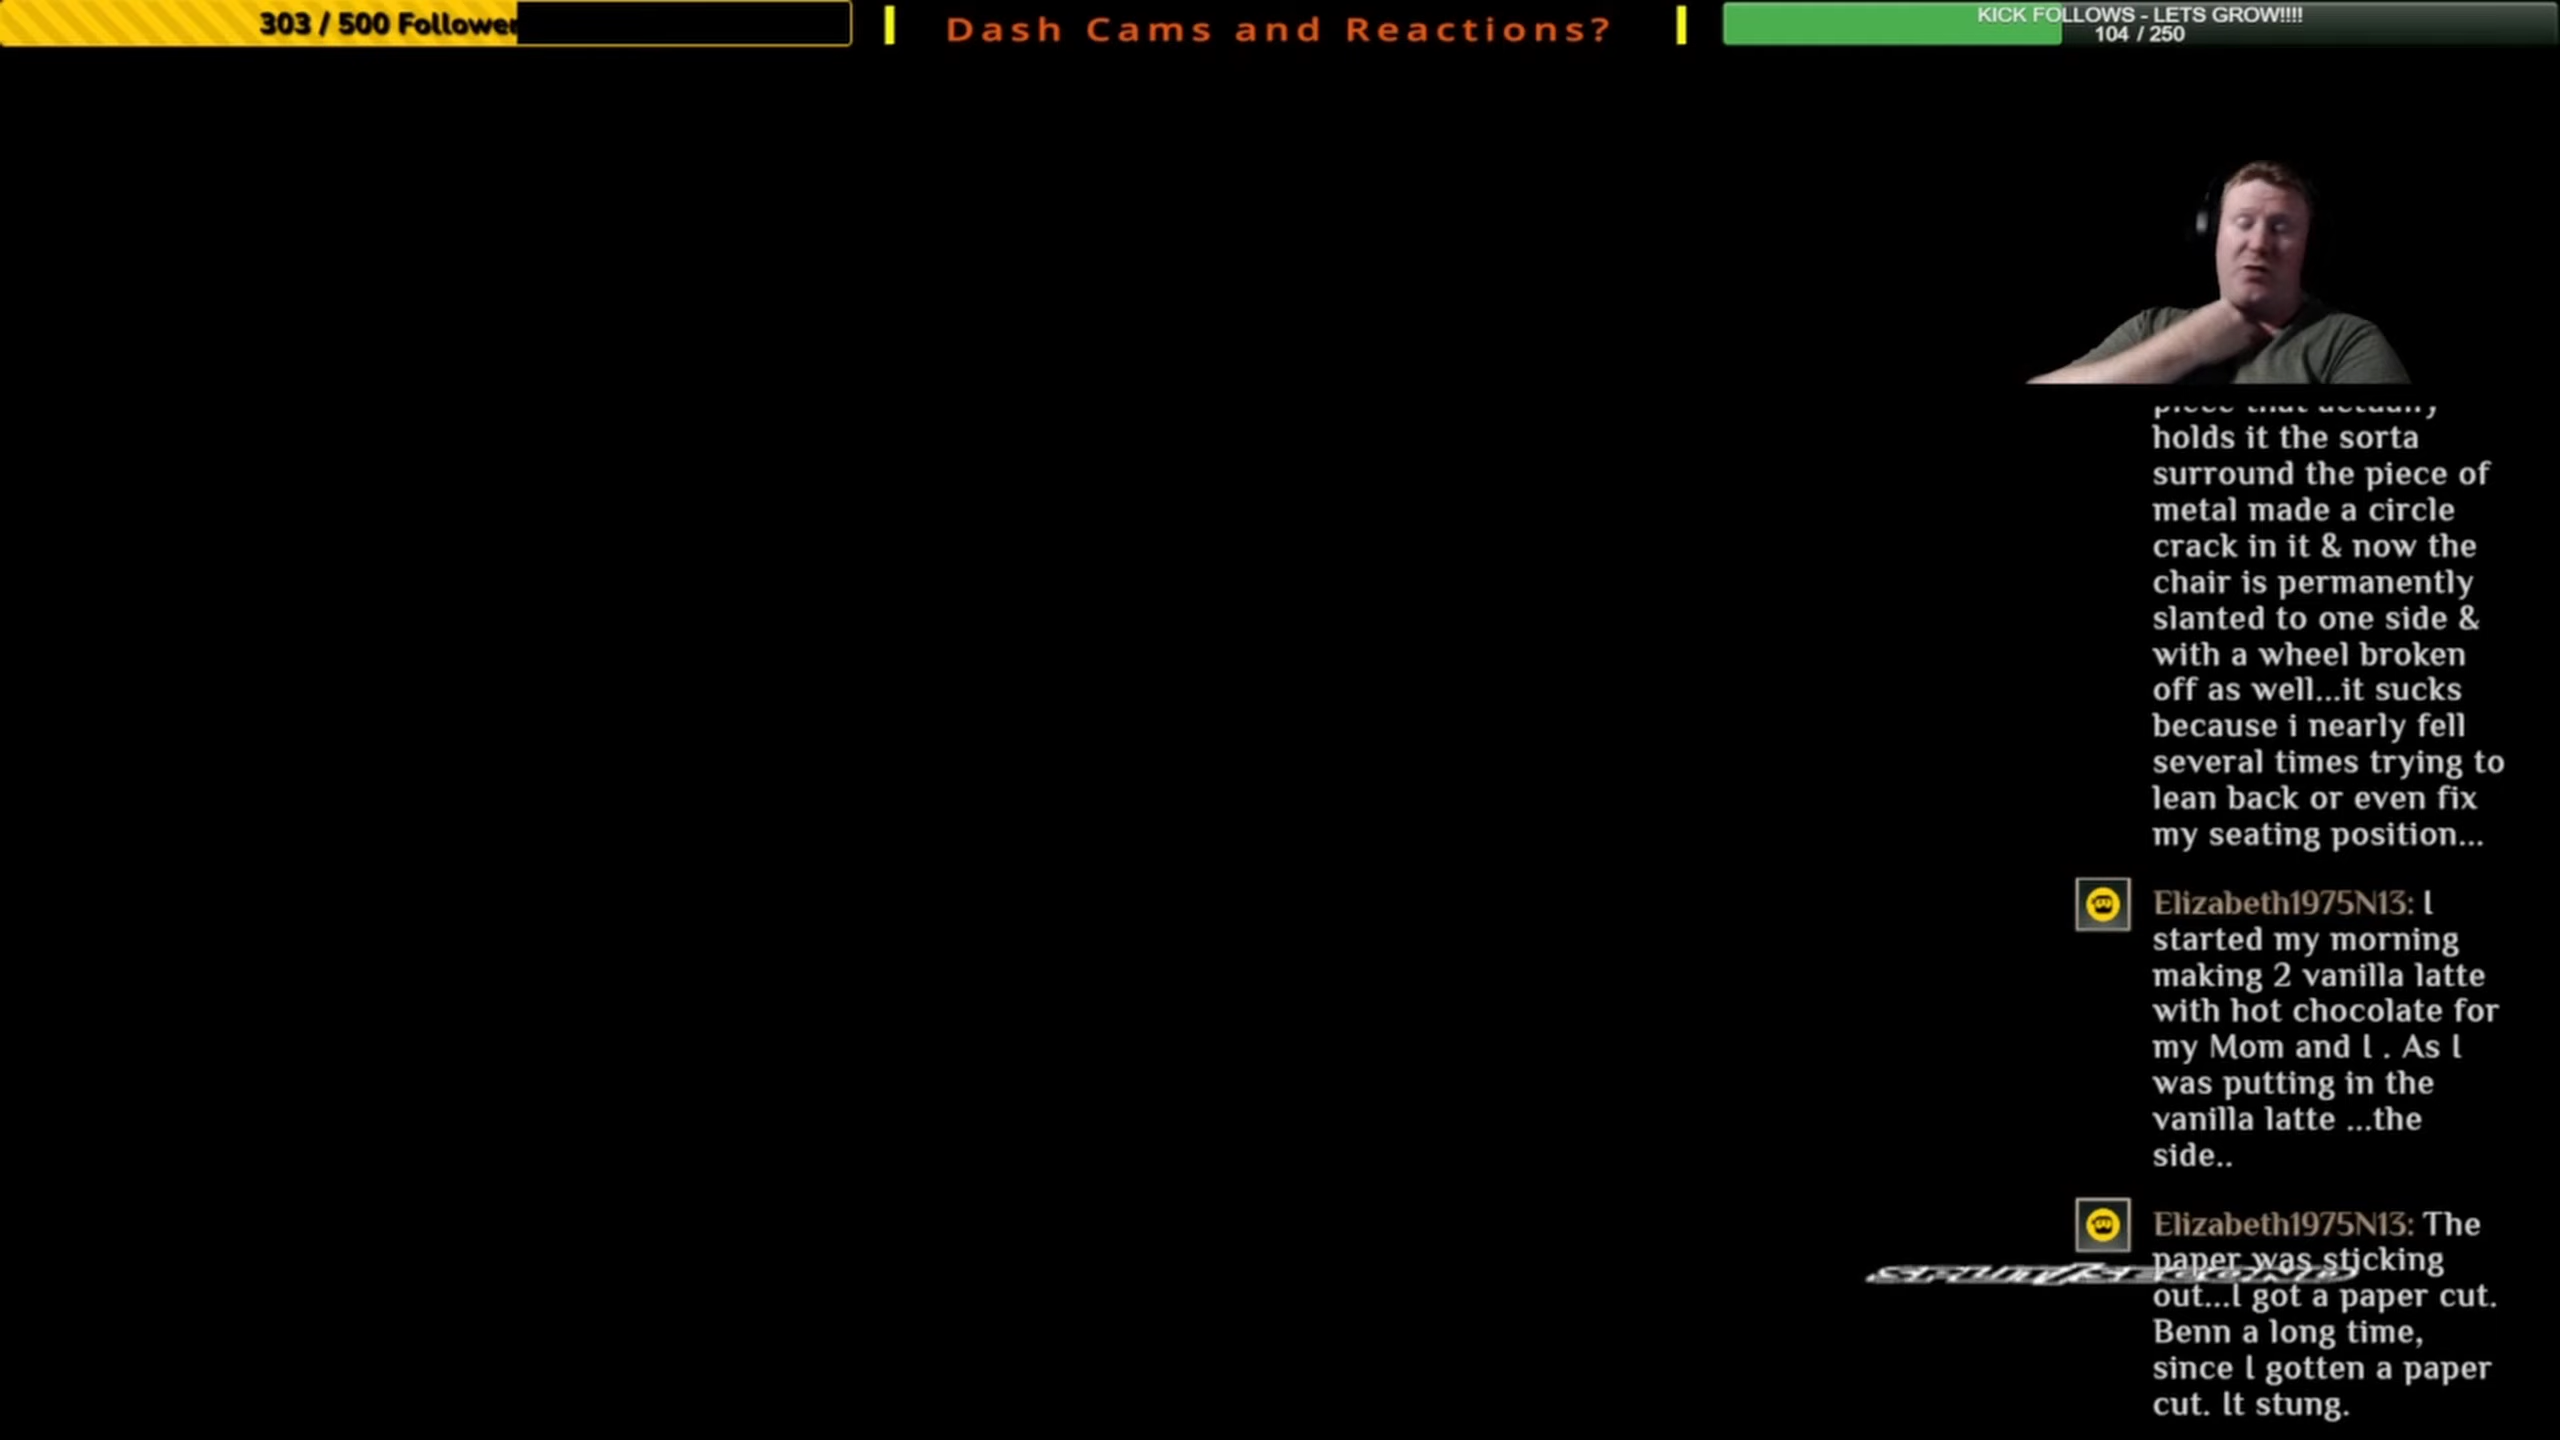 303 / 500 Follower
Dash Cams and Reactions?
KICK FOLLOWS - LETS GROW!!!!
104 / 250
piece that actually
holds it the sorta
surround the piece of
metal made a circle
crack in it & now the
chair is permanently
slanted to one side &
with a wheel broken
off as well...it sucks
because i nearly fell
several times trying to
lean back or even fix
my seating position...
Elizabeth1975N13: I
started my morning
making 2 vanilla latte
with hot chocolate for
my Mom and I . As I
was putting in the
vanilla latte ...the
side..
Elizabeth1975N13: The
paper was sticking
out...I got a paper cut.
Benn a long time,
since I gotten a paper
cut. It stung.